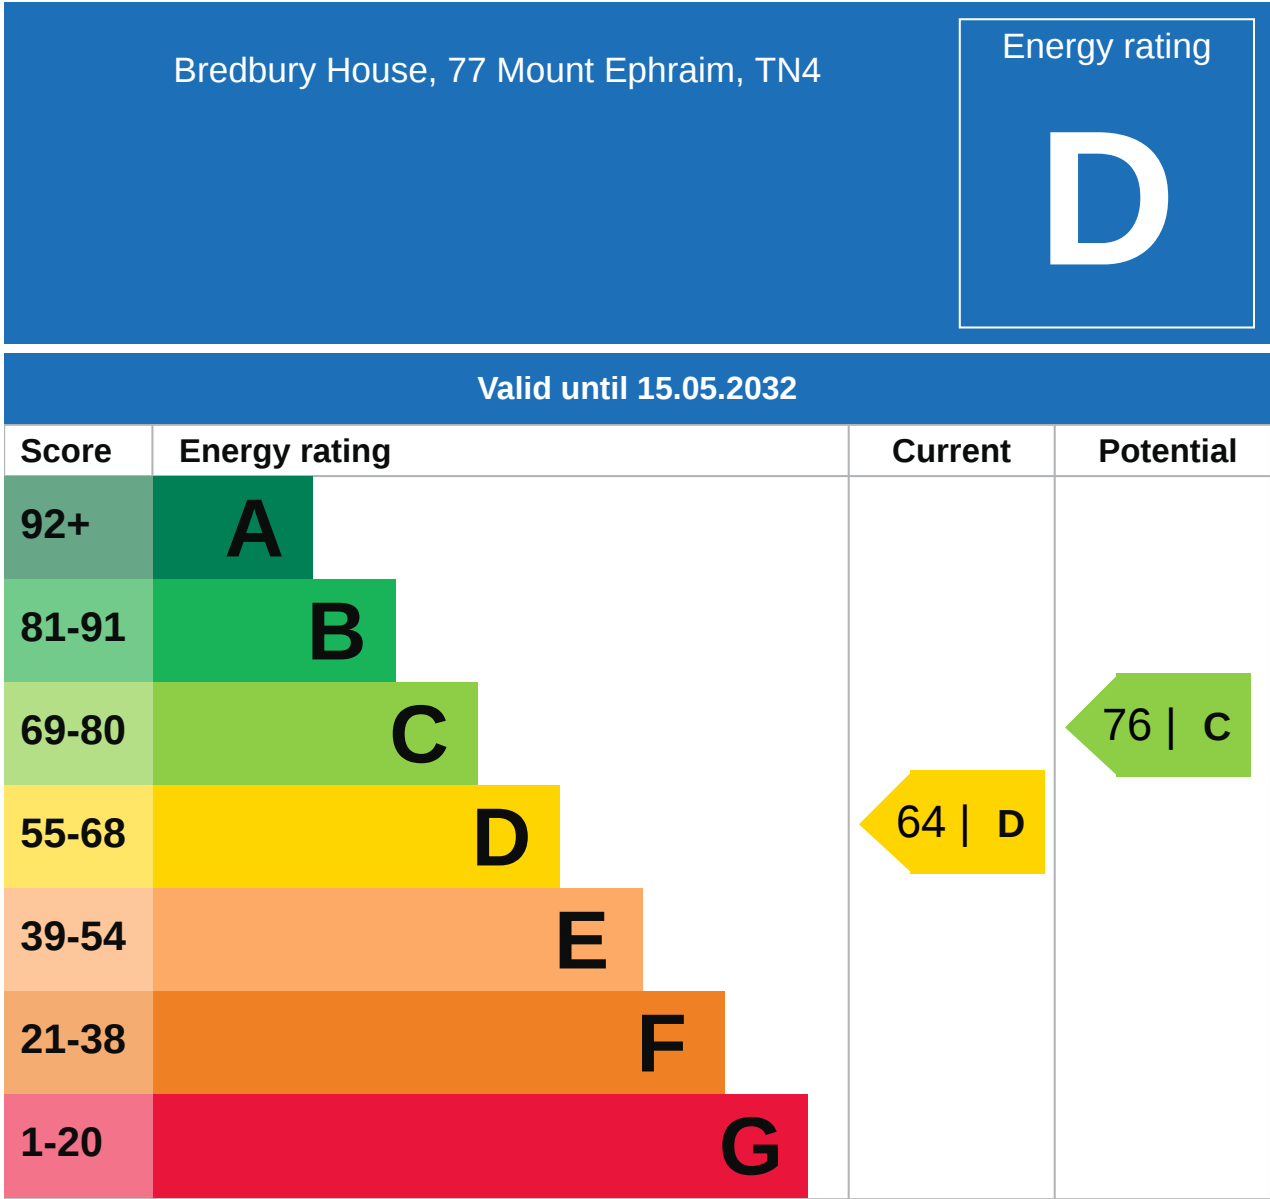 Bredbury House, 77 Mount Ephraim, TN4
Energy rating
D
Valid until 15.05.2032
Score Energy rating Current Potential
92+ A
81-91 B
69-80 C 76 | C
55-68 D 64 | D
39-54 E
21-38 F
1-20 G